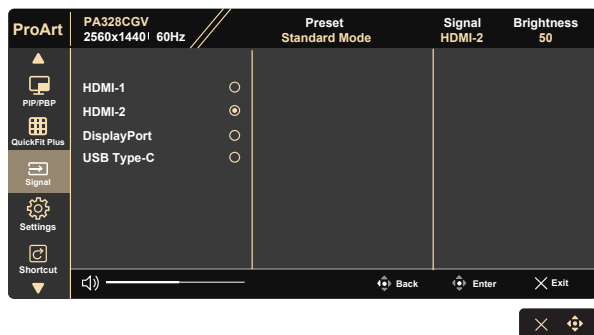 ProArt
PA328CGV
2560x1440 60Hz
Preset
Standard Mode
Signal
HDMI-2
Brightness
50
PIP/PBP
QuickFit Plus
Signal
Settings
Shortcut
HDMI-1
HDMI-2
DisplayPort
USB Type-C
Back
Enter
Exit